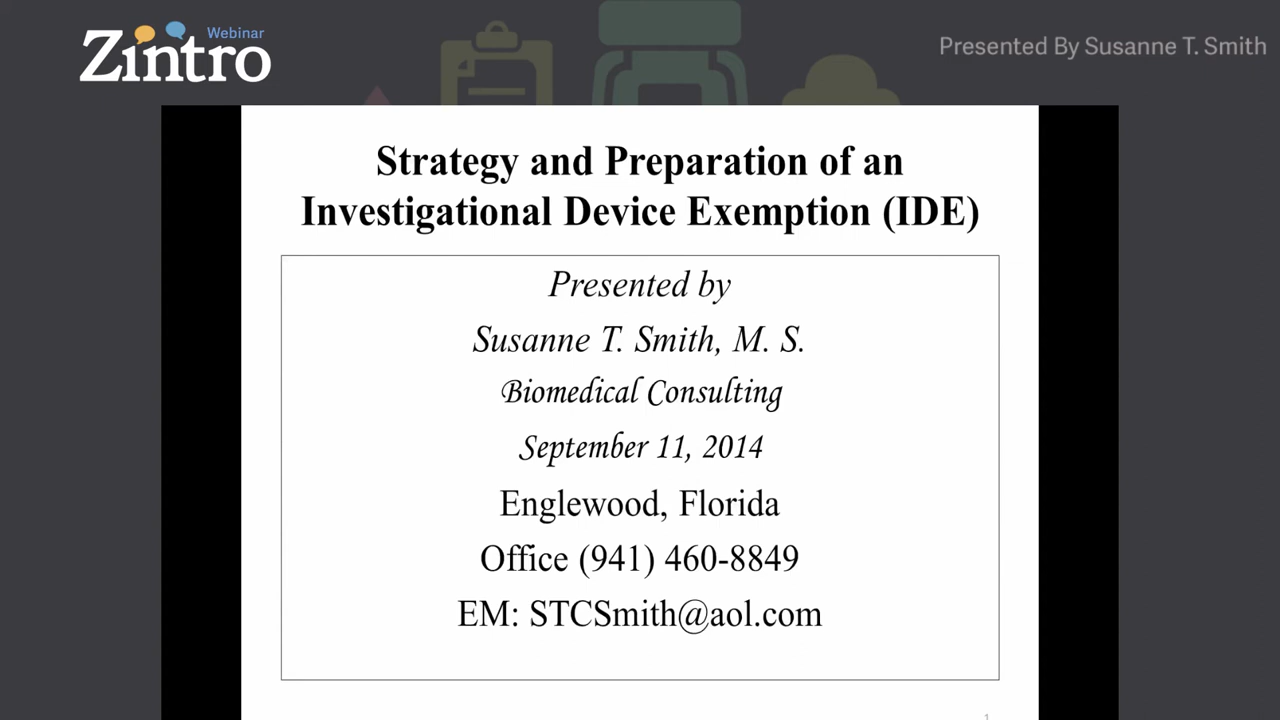 Webinar
Zintro
Presented By Susanne T. Smith
Strategy and Preparation of an
Investigational Device Exemption (IDE)
Presented by
Susanne T. Smith, M. S.
Biomedical Consulting
September 11, 2014
Englewood, Florida
Office (941) 460-8849
EM: STCSmith@aol.com
1